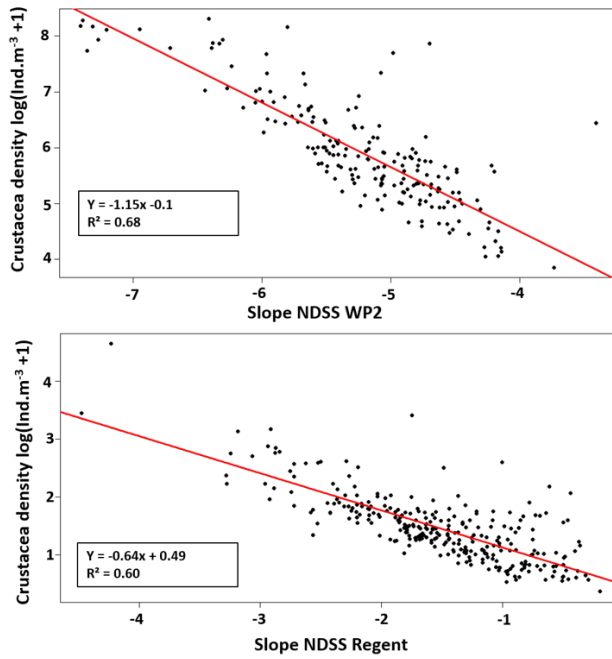 Crustacea density log(Ind.m⁻³ +1)
8
7
6
5
4
Y = -1.15x -0.1
R² = 0.68
-7 -6 -5 -4
Slope NDSS WP2
Crustacea density log(Ind.m⁻³ +1)
4
3
2
1
Y = -0.64x + 0.49
R² = 0.60
-4 -3 -2 -1
Slope NDSS Regent